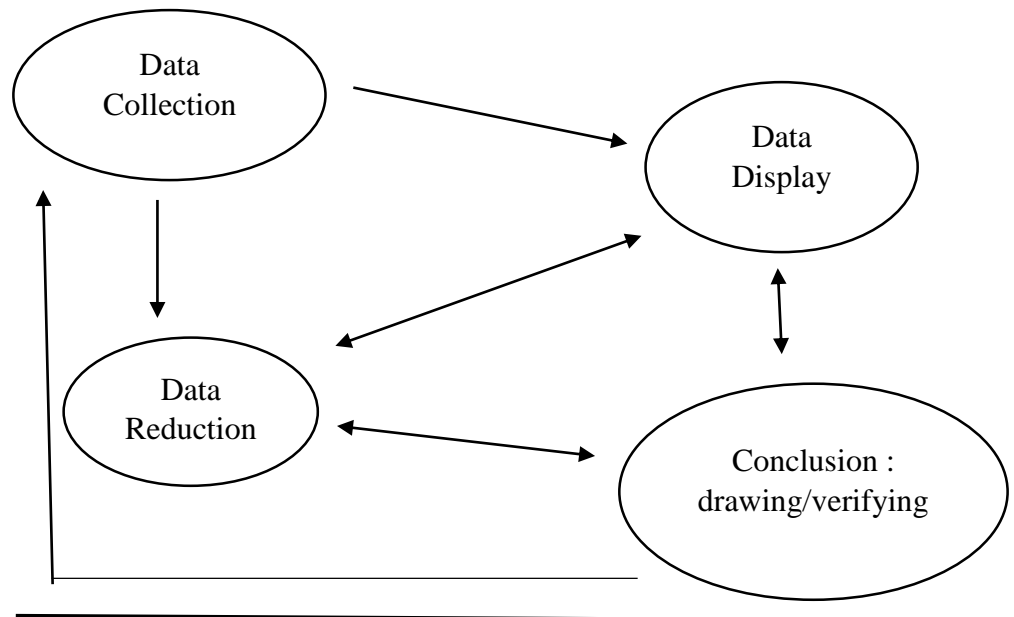 Data
Collection
Data
Display
Data
Reduction
Conclusion :
drawing/verifying